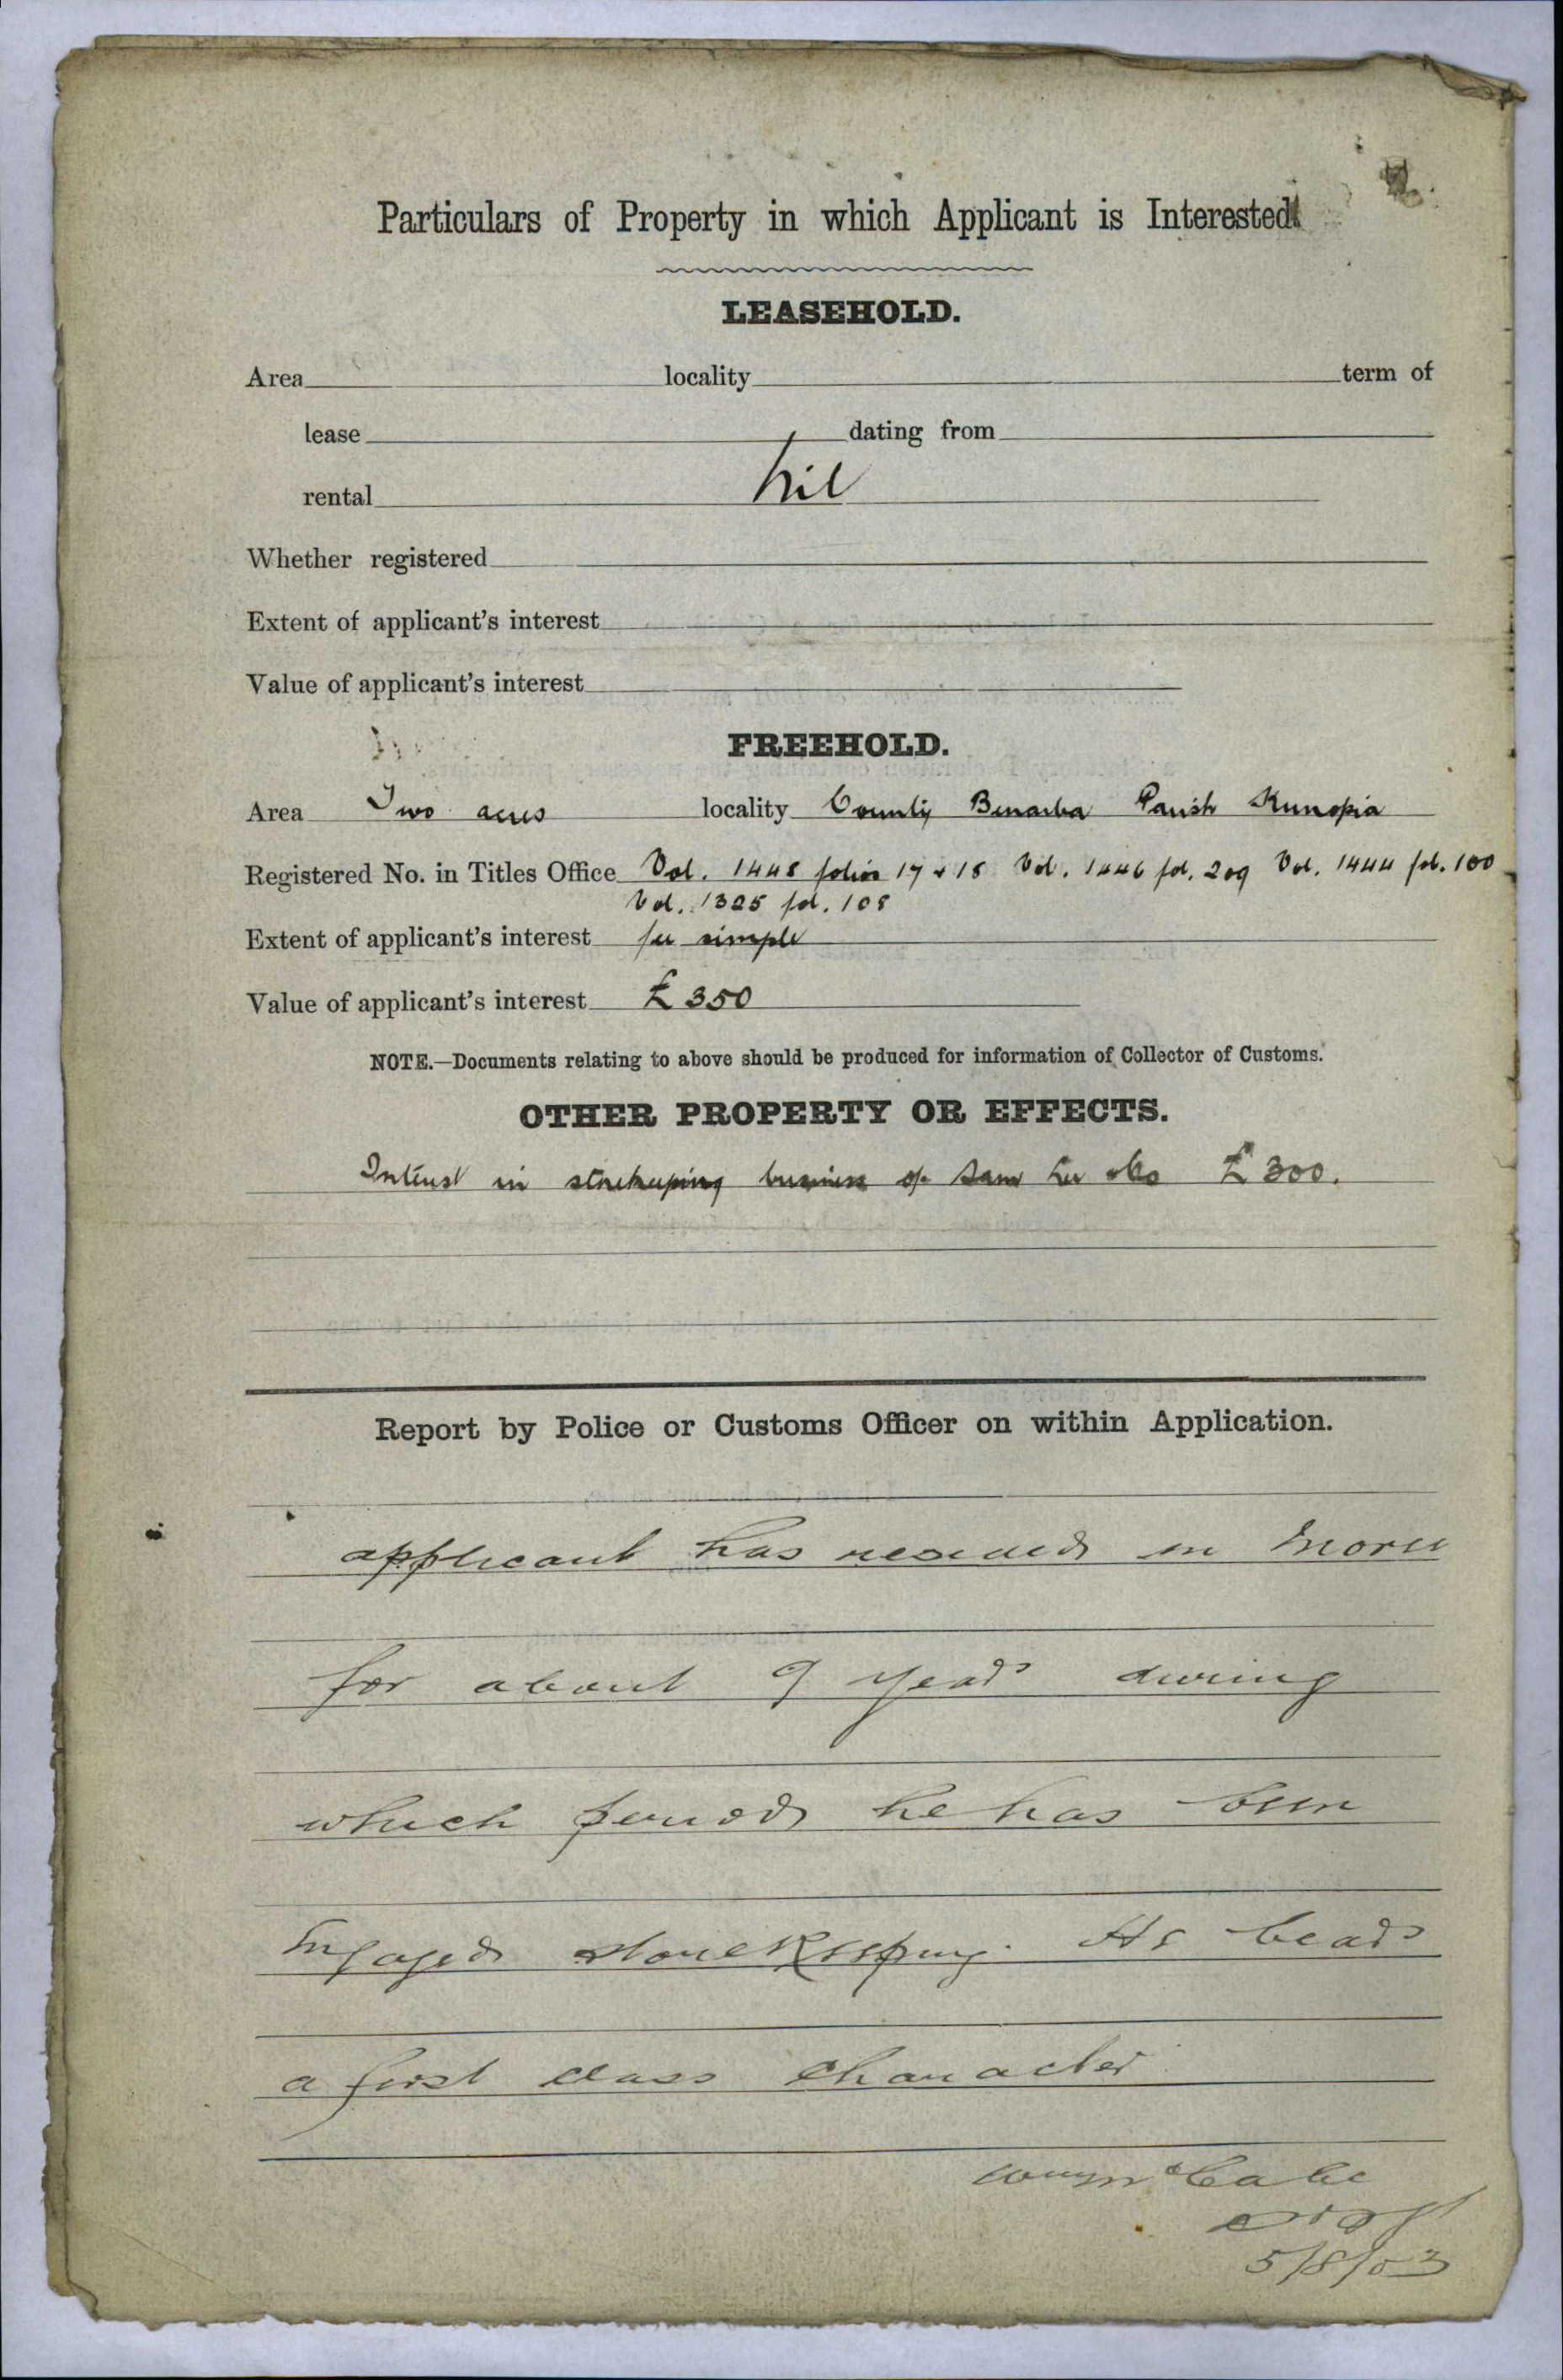 Particulars of Property in which Applicant is Interested.
LEASEHOLD.
Area locality term of
lease dating from
rental nil
Whether registered
Extent of applicant's interest
Value of applicant's interest
FREEHOLD.
Area Two acres locality County Benarba Parish Kunopia
Registered No. in Titles Office Vol. 1448 folios 17 & 18 Vol. 1446 fol. 209 Vol. 1444 fol. 100
Vol. 1325 fol. 108
Extent of applicant's interest fee simple
Value of applicant's interest £350
NOTE.—Documents relating to above should be produced for information of Collector of Customs.
OTHER PROPERTY OR EFFECTS.
Interest in storekeeping business of Sam Lee & Co £300.
Report by Police or Customs Officer on within Application.
applicant has resided in Moree
for about 9 years during
which period he has been
Engaged storekeeping. He bears
a first class character
McCabe
5/8/03